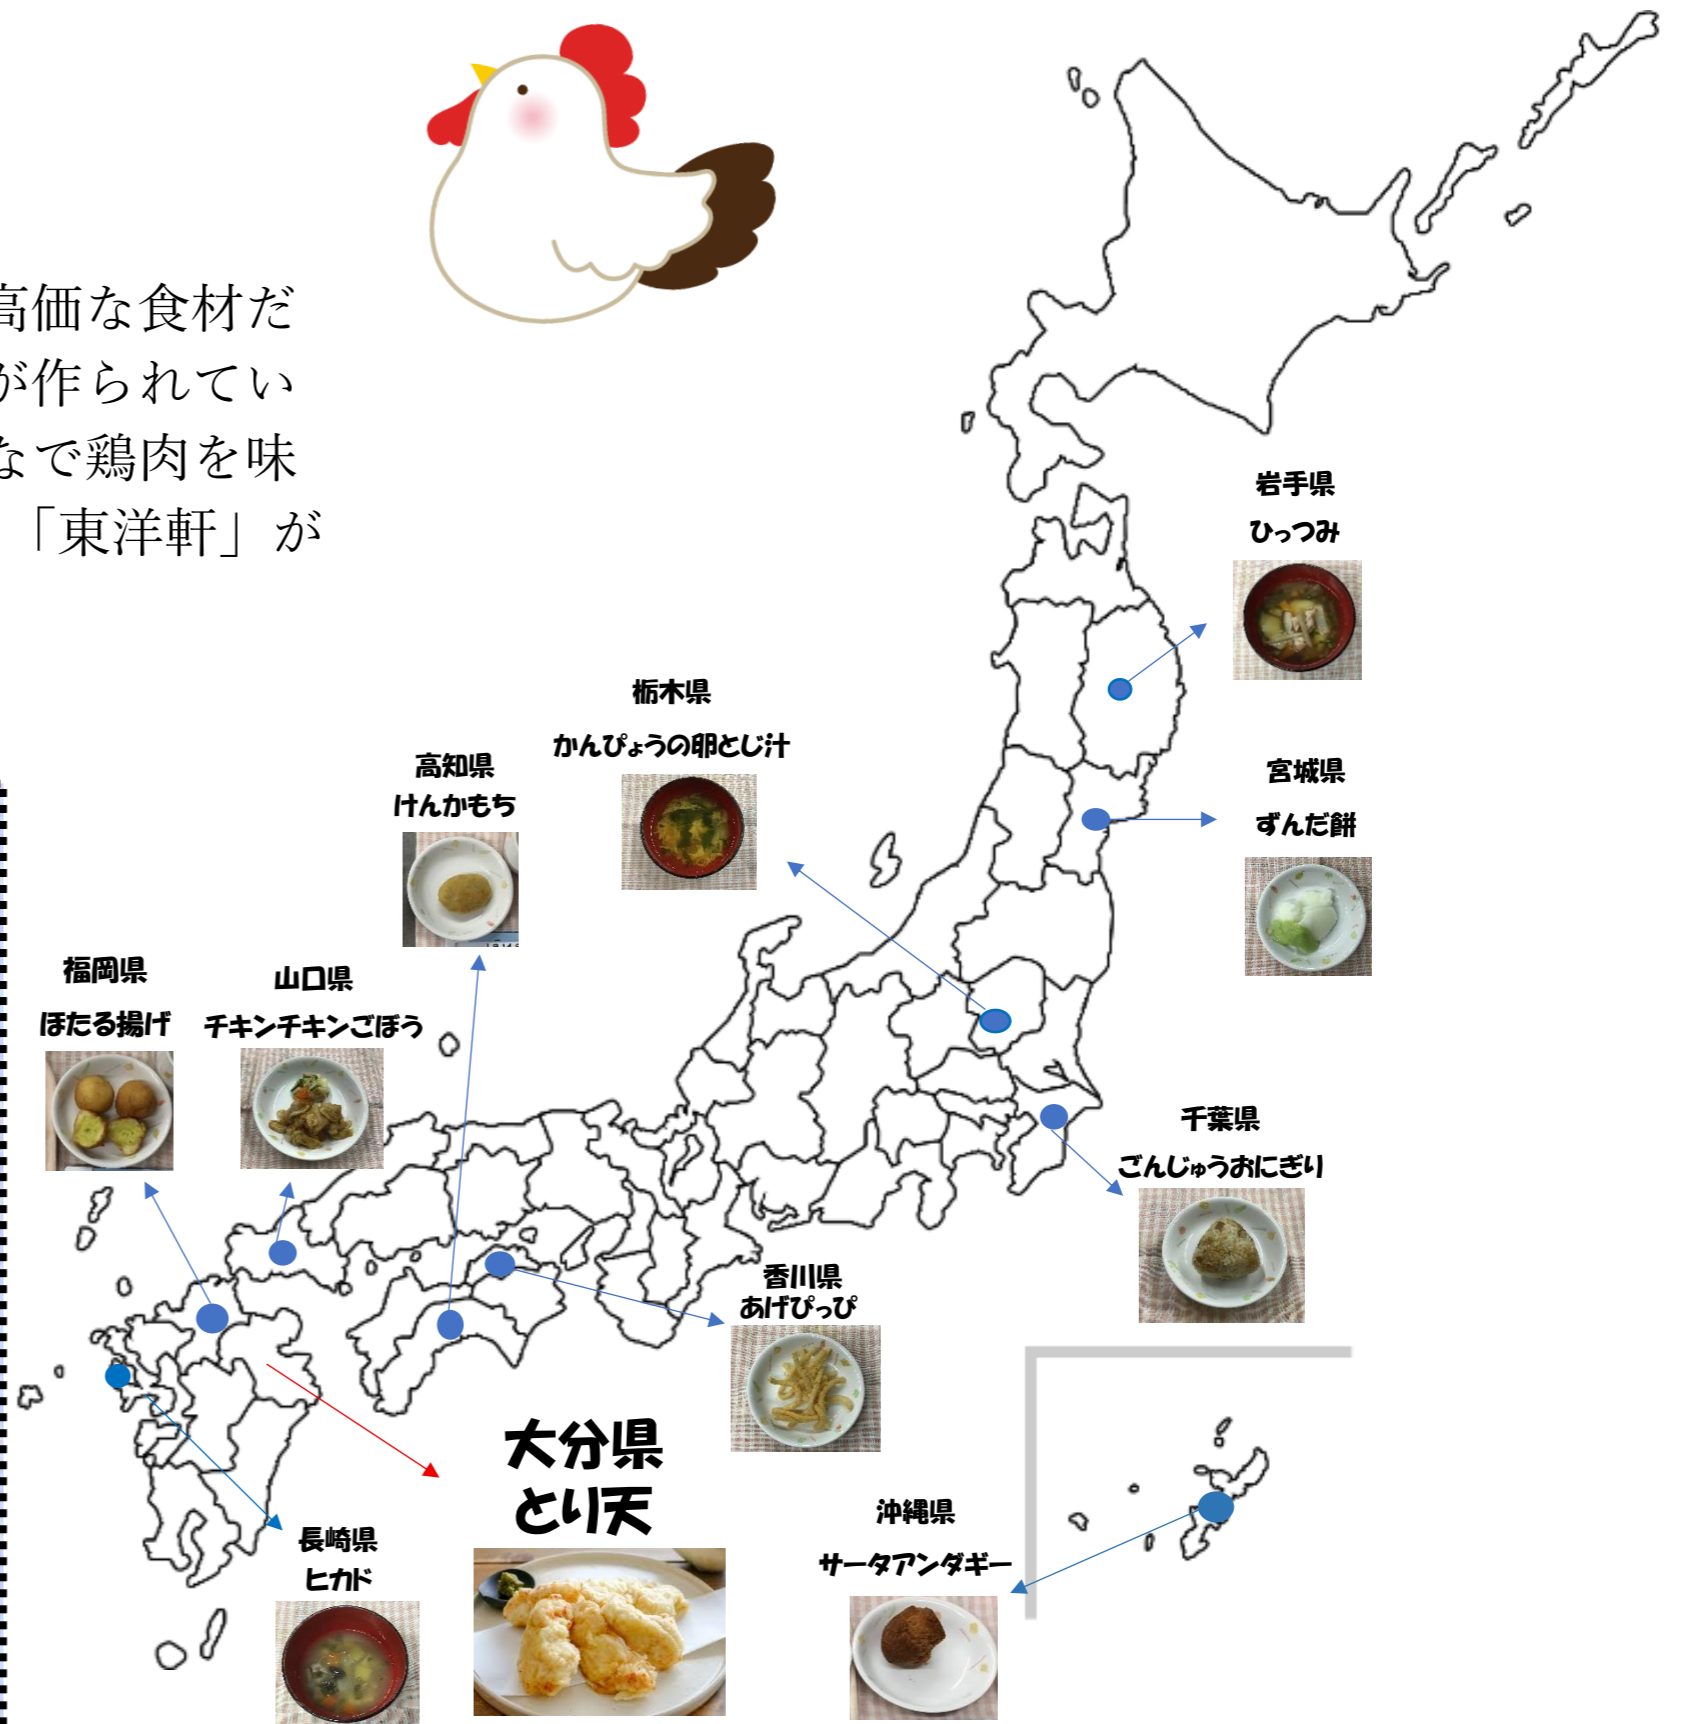 高価な食材だ
が作られてい
なで鶏肉を味
「東洋軒」が
岩手県
ひっつみ
栃木県
かんぴょうの卵とじ汁
高知県
けんかもち
宮城県
ずんだ餅
福岡県
ほたる揚げ
山口県
チキンチキンごぼう
千葉県
ごんじゅうおにぎり
香川県
あげぴっぴ
大分県
とり天
長崎県
ヒカド
沖縄県
サータアンダギー